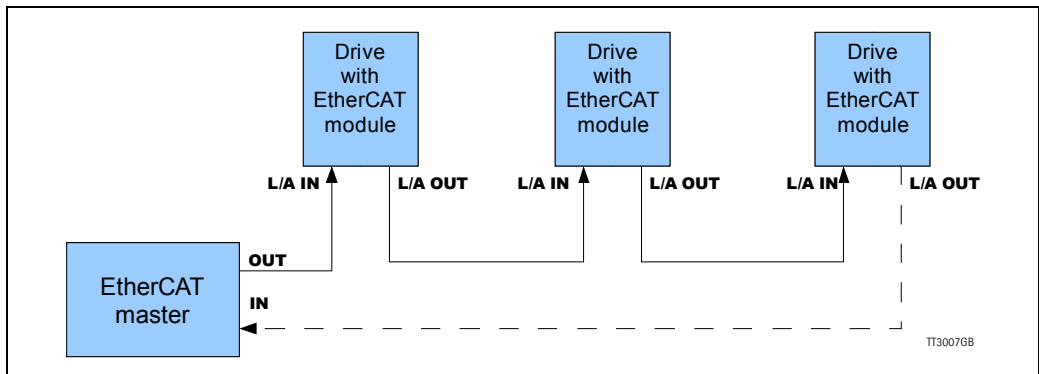 Drive
with
EtherCAT
module
Drive
with
EtherCAT
module
Drive
with
EtherCAT
module
L/A IN
L/A OUT
L/A IN
L/A OUT
L/A IN
L/A OUT
EtherCAT
master
OUT
IN
TT3007GB